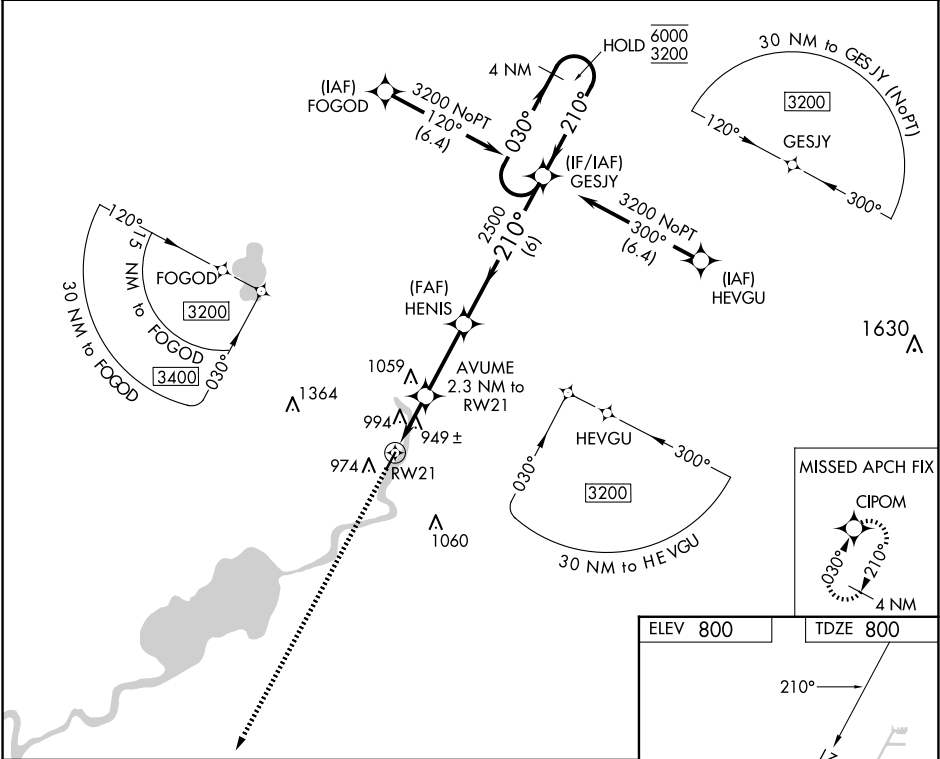 HOLD 6000
3200
4 NM
030°
210°
(IAF)
FOGOD
3200 NoPT
120°
(6.4)
(IF/IAF)
GESJY
3200 NoPT
300°
(6.4)
(IAF)
HEVGU
2500
210°
(6)
(FAF)
HENIS
AVUME
2.3 NM to
RW21
1059
1364
994
949 ±
974
RW21
1060
1630
30 NM to GESJY (NoPT)
3200
120°
GESJY
300°
120°
15 NM to FOGOD
FOGOD
3200
30 NM to FOGOD
3400
030°
HEVGU
030°
300°
3200
30 NM to HEVGU
MISSED APCH FIX
CIPOM
030°
210°
4 NM
ELEV 800
TDZE 800
210°